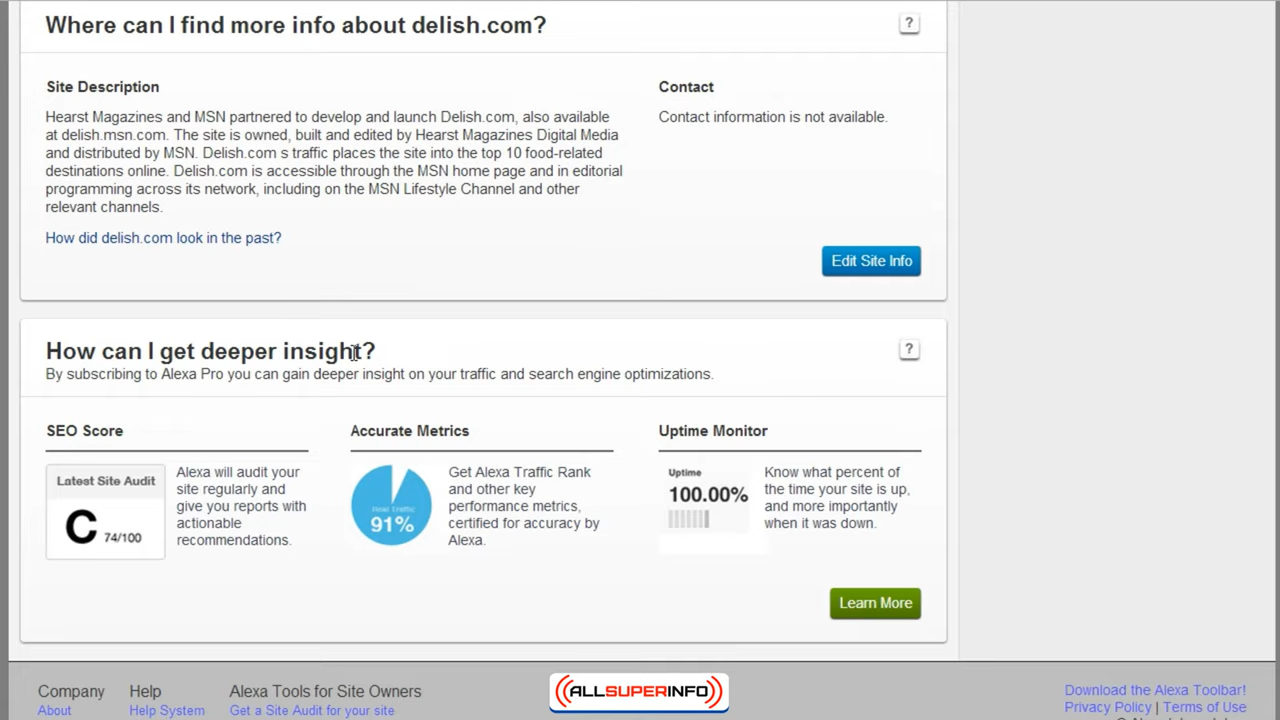 Where can I find more info about delish.com?
?
Site Description
Hearst Magazines and MSN partnered to develop and launch Delish.com, also available
at delish.msn.com. The site is owned, built and edited by Hearst Magazines Digital Media
and distributed by MSN. Delish.com s traffic places the site into the top 10 food-related
destinations online. Delish.com is accessible through the MSN home page and in editorial
programming across its network, including on the MSN Lifestyle Channel and other
relevant channels.
How did delish.com look in the past?
Contact
Contact information is not available.
Edit Site Info
How can I get deeper insight?
?
By subscribing to Alexa Pro you can gain deeper insight on your traffic and search engine optimizations.
SEO Score
Latest Site Audit
C 74/100
Alexa will audit your
site regularly and
give you reports with
actionable
recommendations.
Accurate Metrics
Real Traffic
91%
Get Alexa Traffic Rank
and other key
performance metrics,
certified for accuracy by
Alexa.
Uptime Monitor
Uptime
100.00%
Know what percent of
the time your site is up,
and more importantly
when it was down.
Learn More
Company
About
Help
Help System
Alexa Tools for Site Owners
Get a Site Audit for your site
ALLSUPERINFO
Download the Alexa Toolbar!
Privacy Policy | Terms of Use